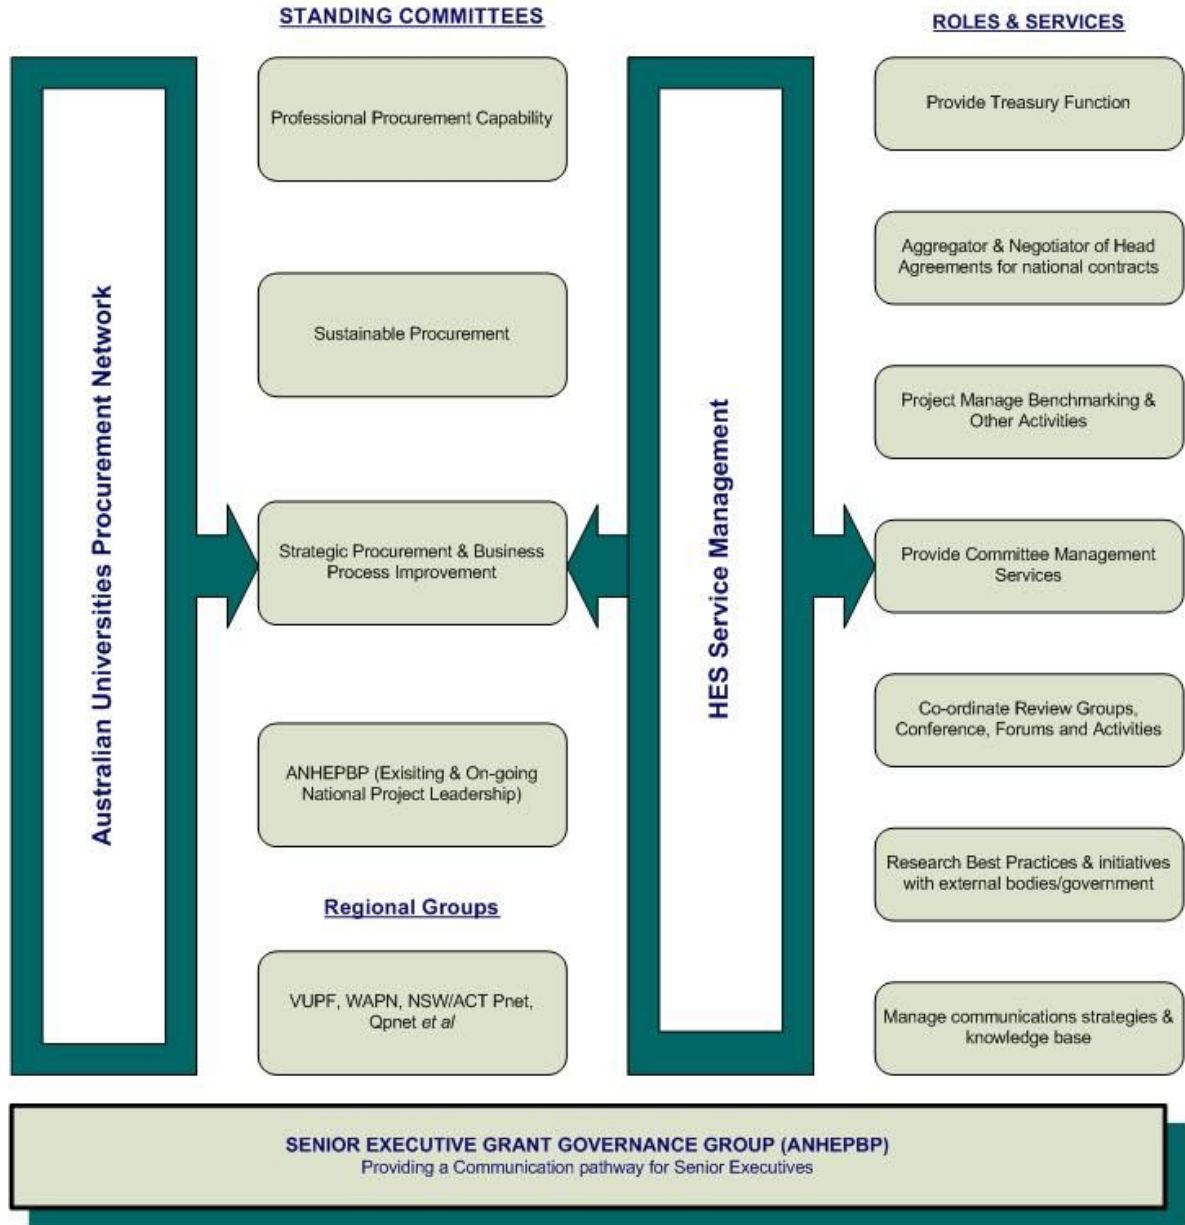 STANDING COMMITTEES
ROLES & SERVICES
Australian Universities Procurement Network
Professional Procurement Capability
Sustainable Procurement
Strategic Procurement & Business
Process Improvement
ANHEPBP (Exisiting & On-going
National Project Leadership)
Regional Groups
VUPF, WAPN, NSW/ACT Pnet,
Qpnet et al
HES Service Management
Provide Treasury Function
Aggregator & Negotiator of Head
Agreements for national contracts
Project Manage Benchmarking &
Other Activities
Provide Committee Management
Services
Co-ordinate Review Groups,
Conference, Forums and Activities
Research Best Practices & initiatives
with external bodies/government
Manage communications strategies &
knowledge base
SENIOR EXECUTIVE GRANT GOVERNANCE GROUP (ANHEPBP)
Providing a Communication pathway for Senior Executives